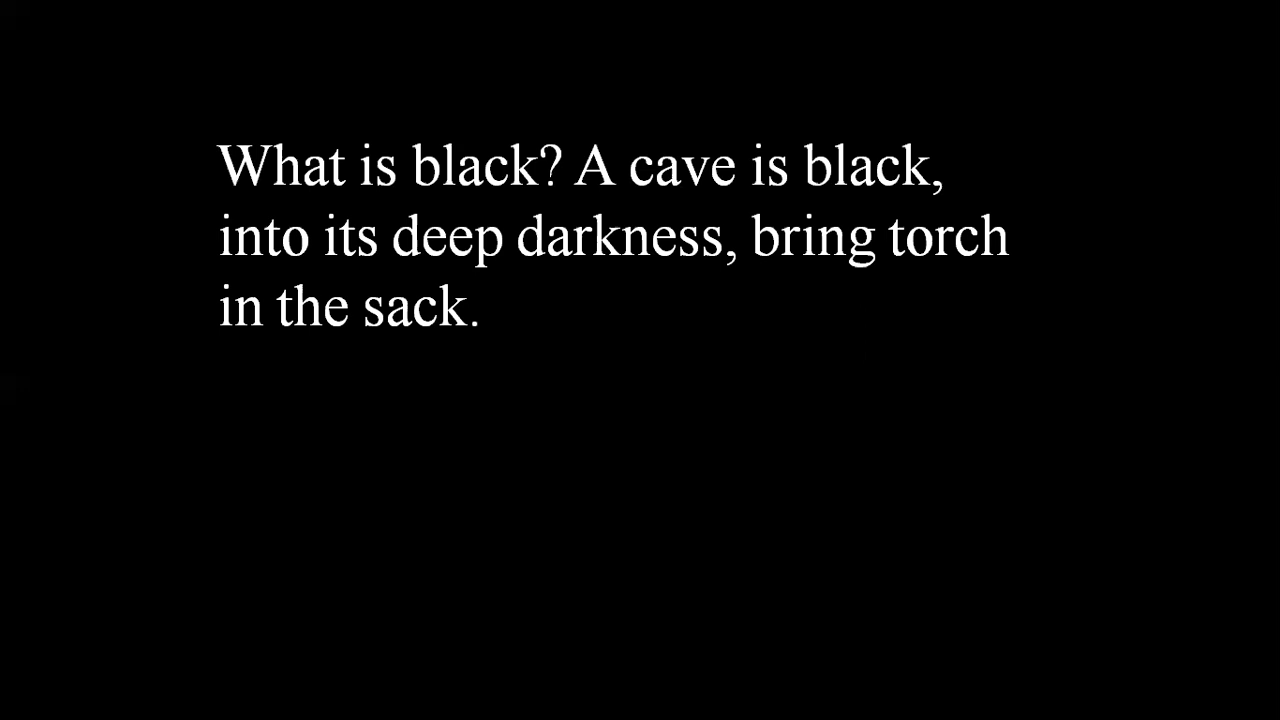 What is black? A cave is black,
into its deep darkness, bring torch
in the sack.